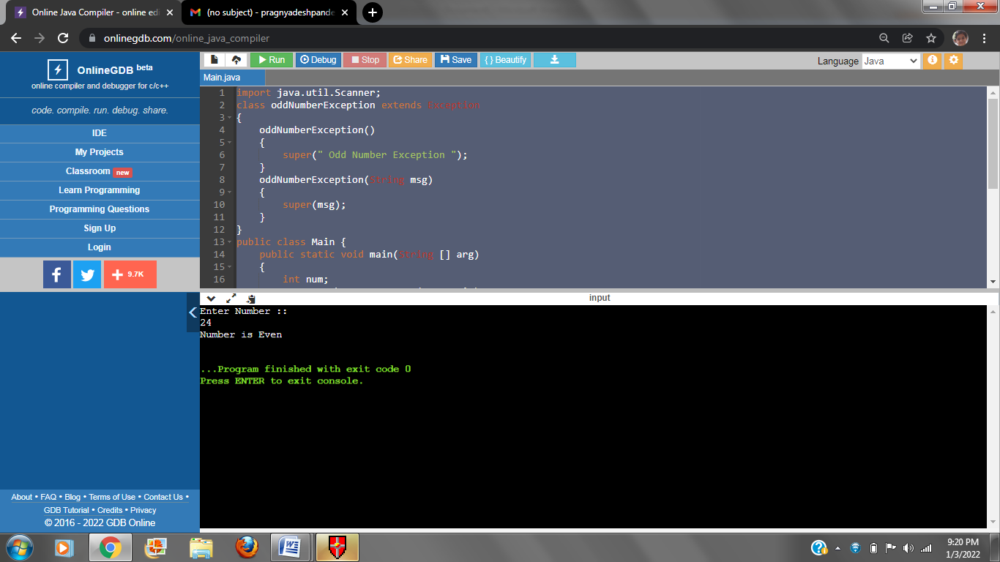 Online Java Compiler - online edi
(no subject) - pragnyadeshpande
onlinegdb.com/online_java_compiler
OnlineGDB beta
online compiler and debugger for c/c++
code. compile. run. debug. share.
IDE
My Projects
Classroom new
Learn Programming
Programming Questions
Sign Up
Login
9.7K
Run Debug Stop Share Save { } Beautify
Language Java
Main.java
1 import java.util.Scanner;
2 class oddNumberException extends Exception
3 {
4 oddNumberException()
5 {
6 super(" Odd Number Exception ");
7 }
8 oddNumberException(String msg)
9 {
10 super(msg);
11 }
12 }
13 public class Main {
14 public static void main(String [] arg)
15 {
16 int num;
input
Enter Number ::
24
Number is Even
...Program finished with exit code 0
Press ENTER to exit console.
About • FAQ • Blog • Terms of Use • Contact Us •
GDB Tutorial • Credits • Privacy
© 2016 - 2022 GDB Online
9:20 PM
1/3/2022